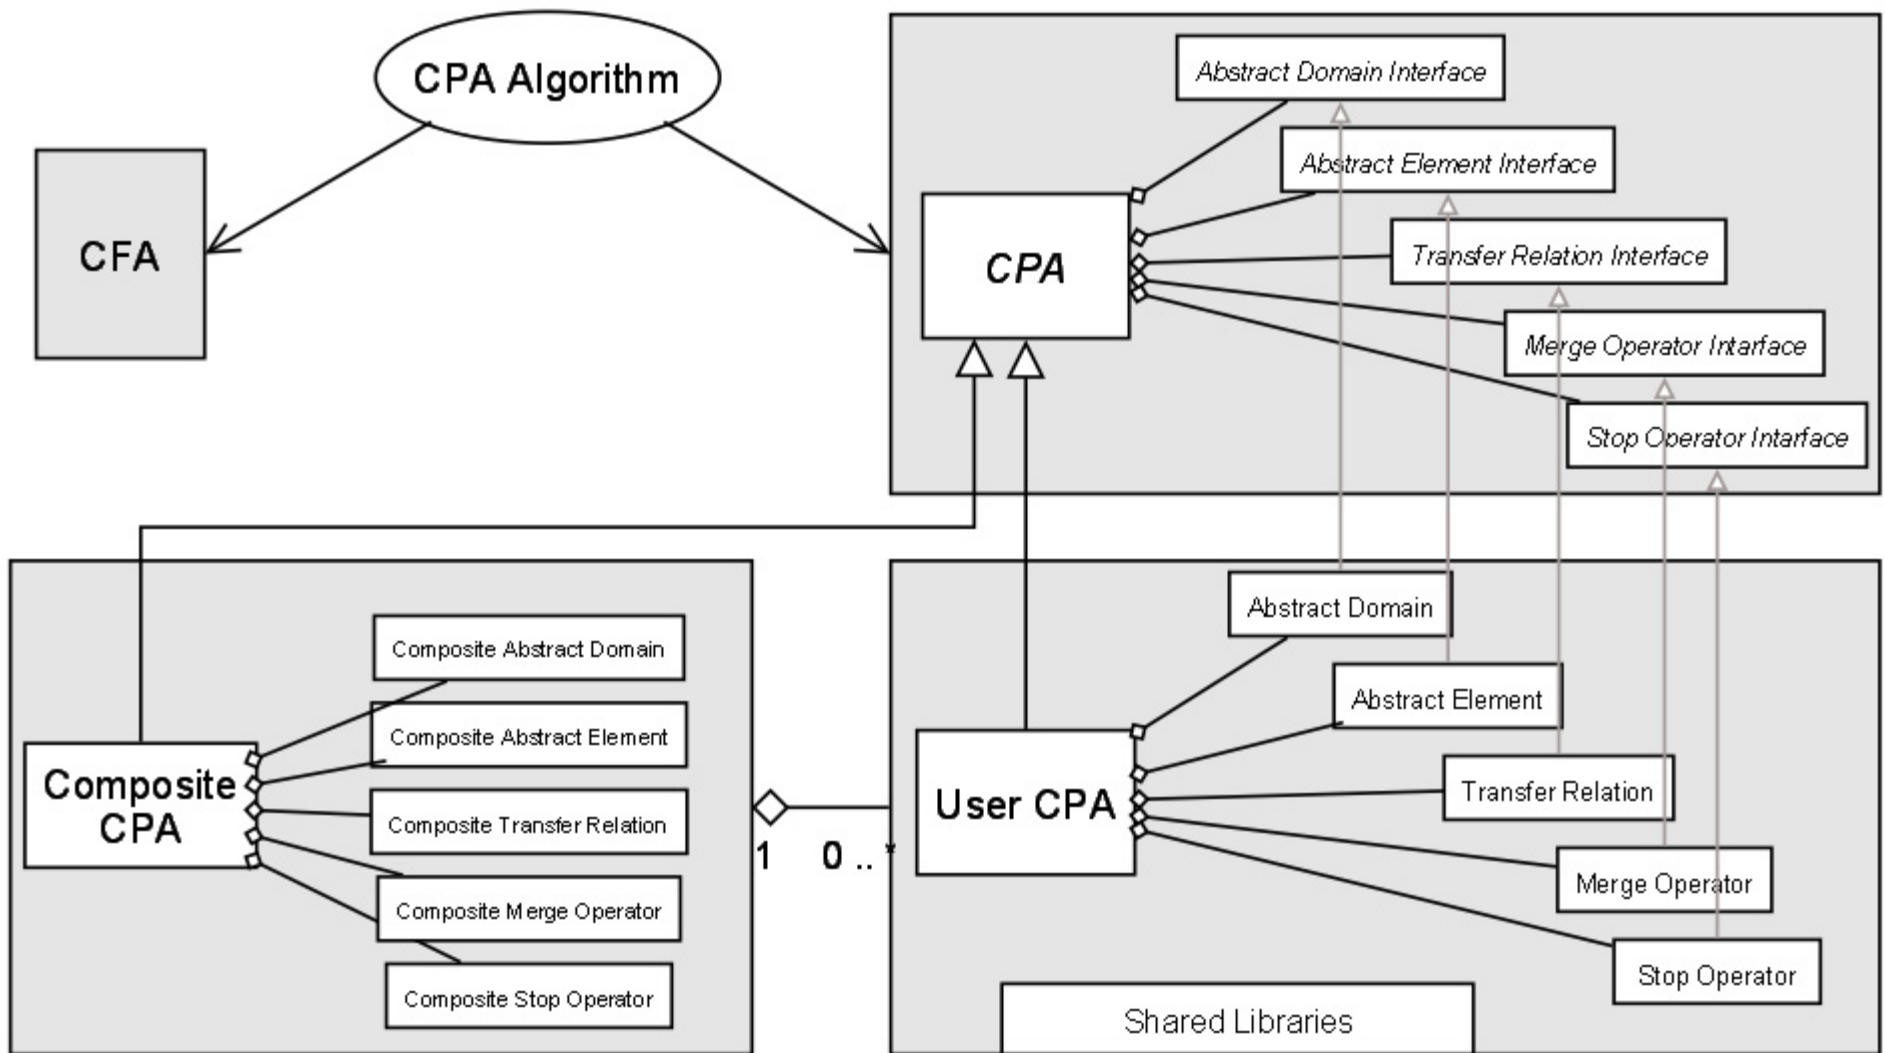 CPA Algorithm
CFA
CPA
Abstract Domain Interface
Abstract Element Interface
Transfer Relation Interface
Merge Operator Intarface
Stop Operator Intarface
Composite
CPA
Composite Abstract Domain
Composite Abstract Element
Composite Transfer Relation
Composite Merge Operator
Composite Stop Operator
1 0 .. *
User CPA
Abstract Domain
Abstract Element
Transfer Relation
Merge Operator
Stop Operator
Shared Libraries